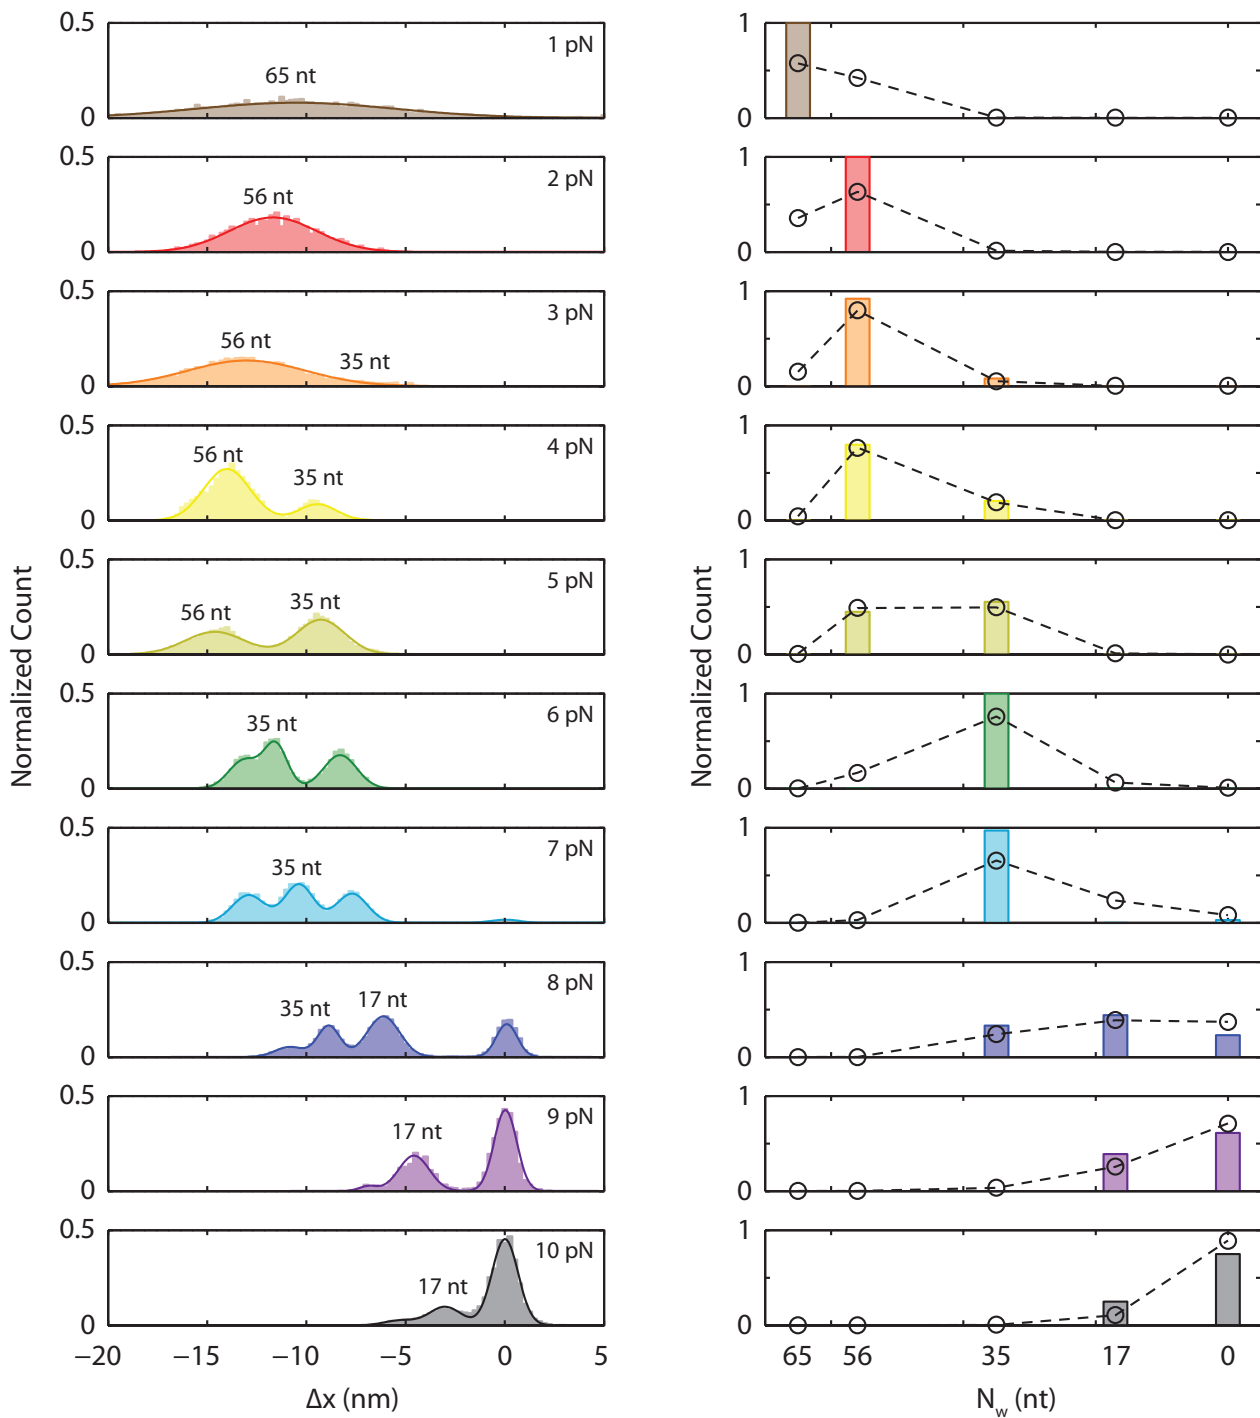 0.5
0
65 nt
1 pN
1
0
0.5
0
56 nt
2 pN
1
0
0.5
0
56 nt
35 nt
3 pN
1
0
0.5
0
56 nt
35 nt
4 pN
1
0
0.5
0
56 nt
35 nt
5 pN
1
0
0.5
0
35 nt
6 pN
1
0
0.5
0
35 nt
7 pN
1
0
0.5
0
35 nt
17 nt
8 pN
1
0
0.5
0
17 nt
9 pN
1
0
0.5
0
17 nt
10 pN
1
0
Normalized Count
Normalized Count
−20 −15 −10 −5 0 5
Δx (nm)
65 56 35 17 0
N_w (nt)